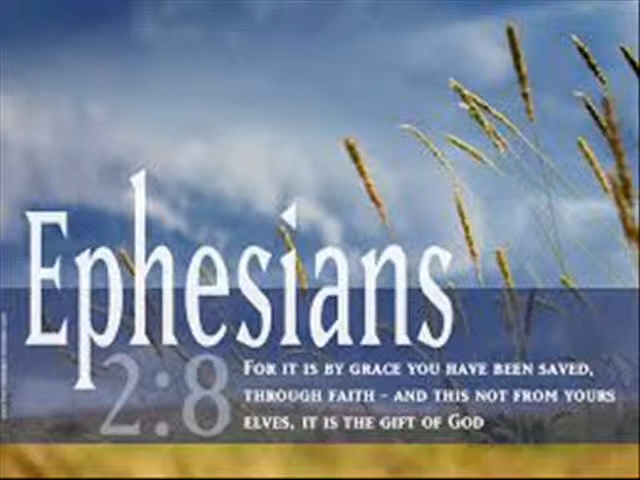 Ephesians
2:8
For it is by grace you have been saved,
through faith - and this not from yours
elves, it is the gift of God